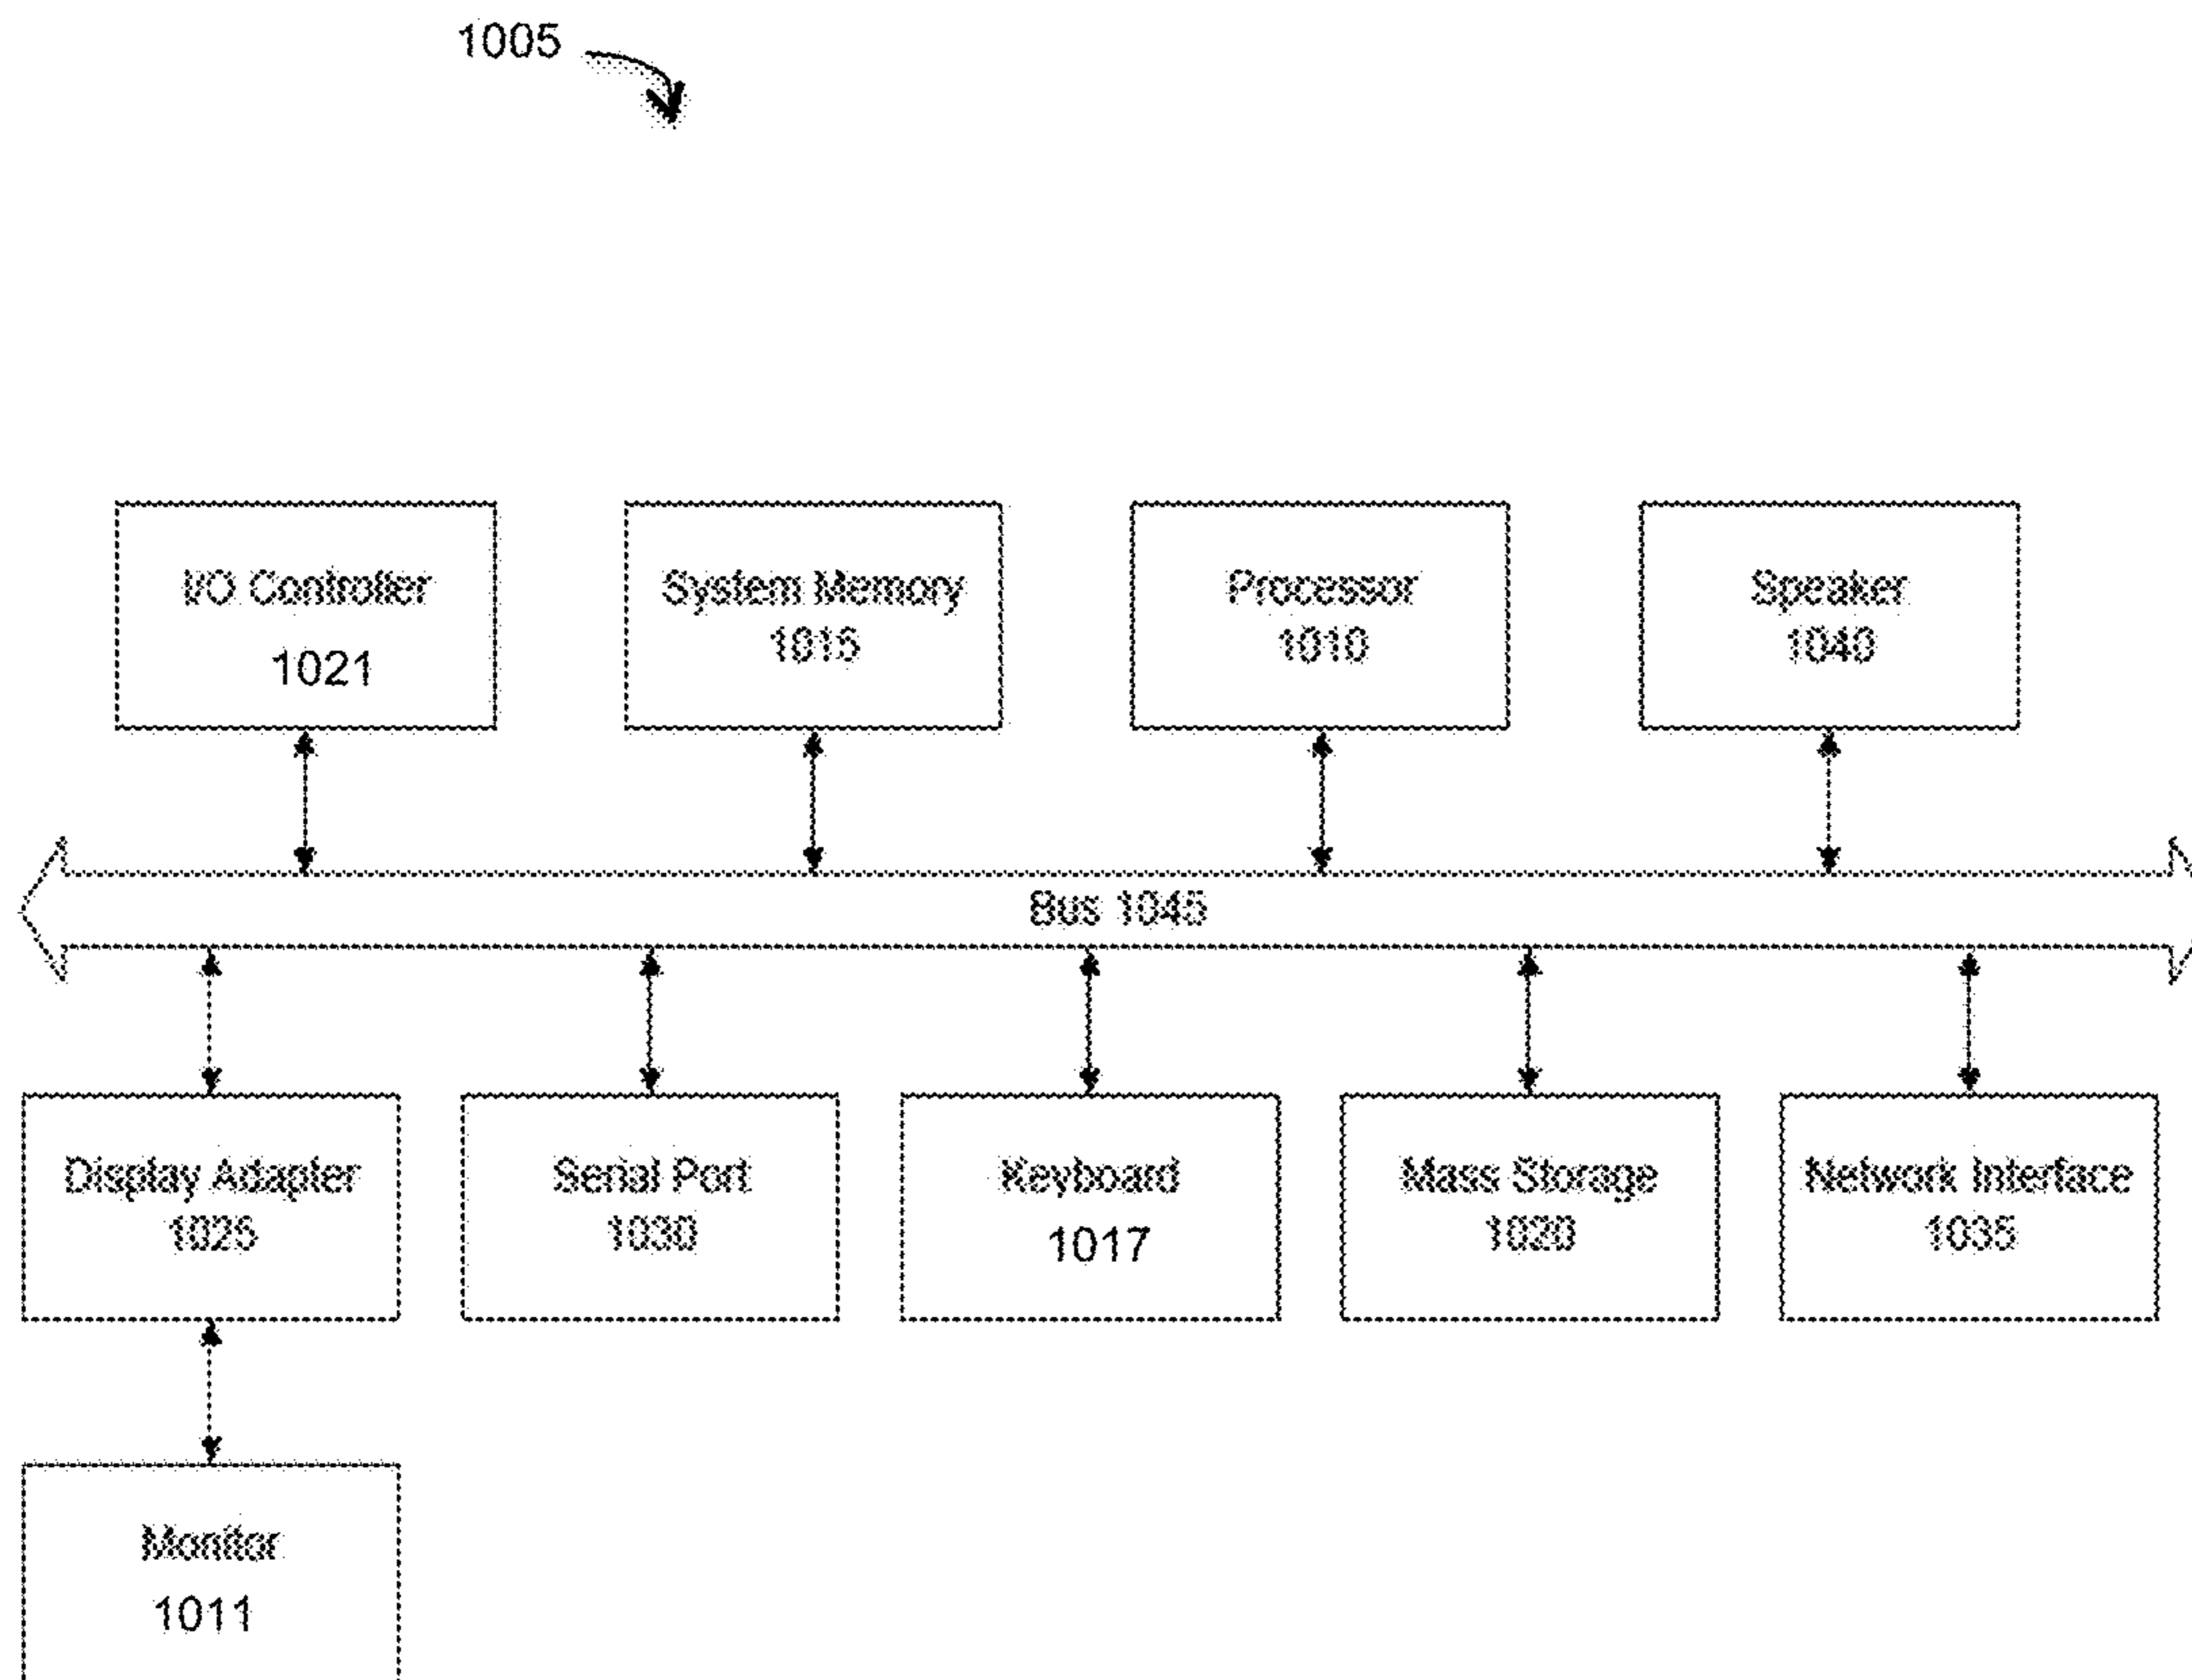 1005
I/O Controller
1021
System Memory
1015
Processor
1010
Speaker
1040
Bus 1045
Display Adapter
1025
Serial Port
1030
Keyboard
1017
Mass Storage
1020
Network Interface
1035
Monitor
1011